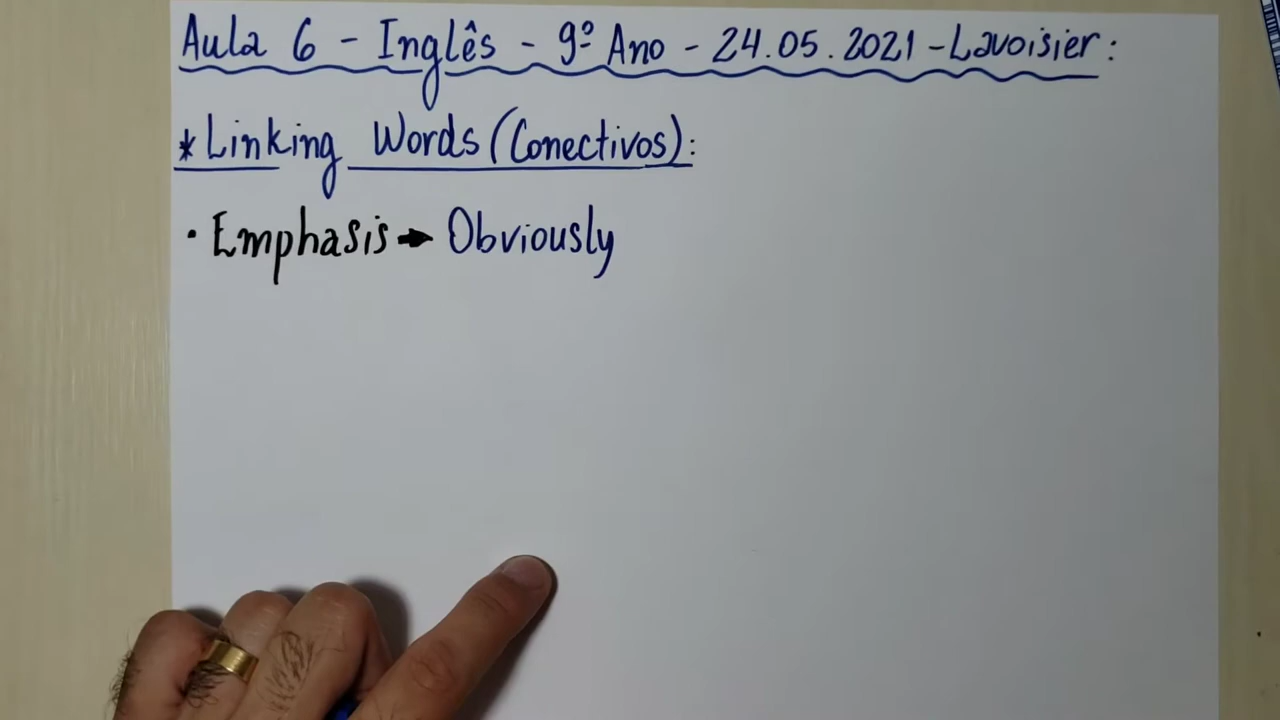 Aula 6 - Inglês - 9º Ano - 24.05.2021 - Lavoisier:
*Linking Words (Conectivos):
• Emphasis → Obviously